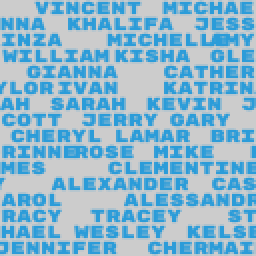 VINCENT MICHAE
NNA KHALIFA JESS
INZA MICHELLE AMY
WILLIAM KISHA GLE
GIANNA CATHER
YLOR IVAN KATRIN
AH SARAH KEVIN J
COTT JERRY GARY
CHERYL LAMAR BRI
RINNE ROSE MIKE
MES CLEMENTINE
ALEXANDER CAS
AROL ALESSANDR
RACY TRACEY ST
HAEL WESLEY KELSE
JENNIFER CHERMAI